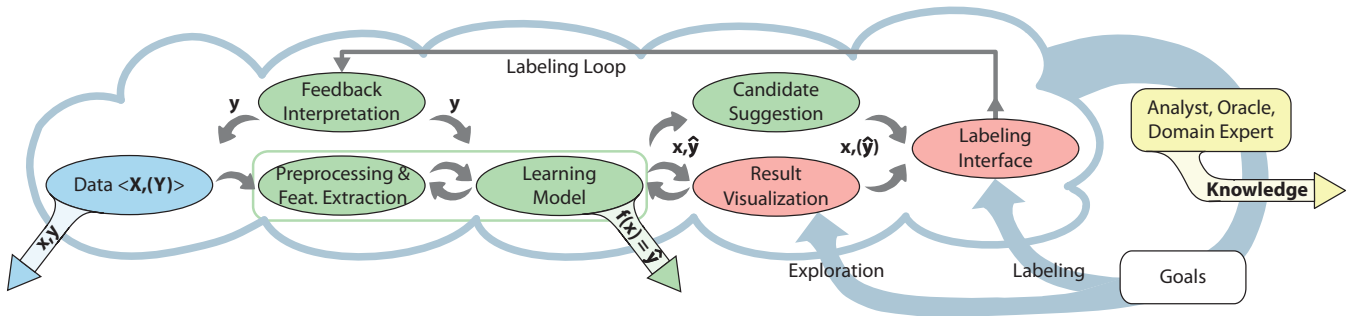 Labeling Loop
Feedback
Interpretation
Candidate
Suggestion
Analyst, Oracle,
Domain Expert
y
y
Labeling
Interface
x,ŷ
x,(ŷ)
Data <X,(Y)>
Preprocessing &
Feat. Extraction
Learning
Model
Result
Visualization
Knowledge
x,y
f(x) = ŷ
Exploration
Labeling
Goals